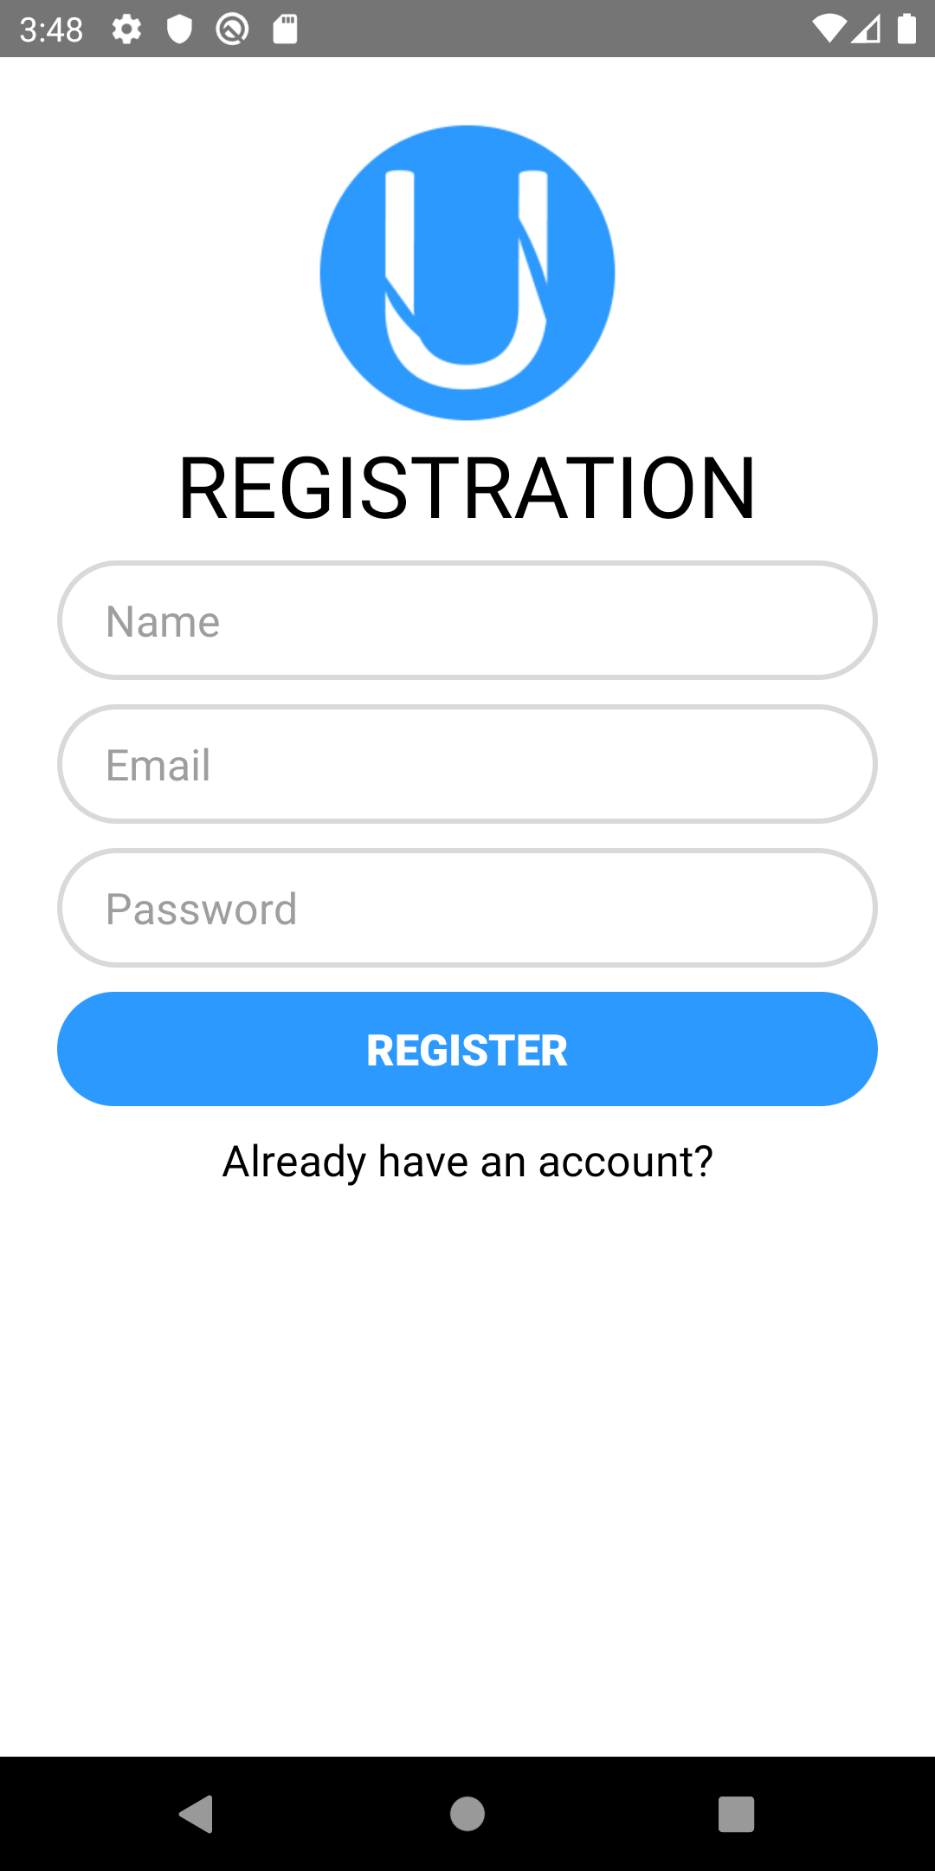 3:48
U
REGISTRATION
Name
Email
Password
REGISTER
Already have an account?